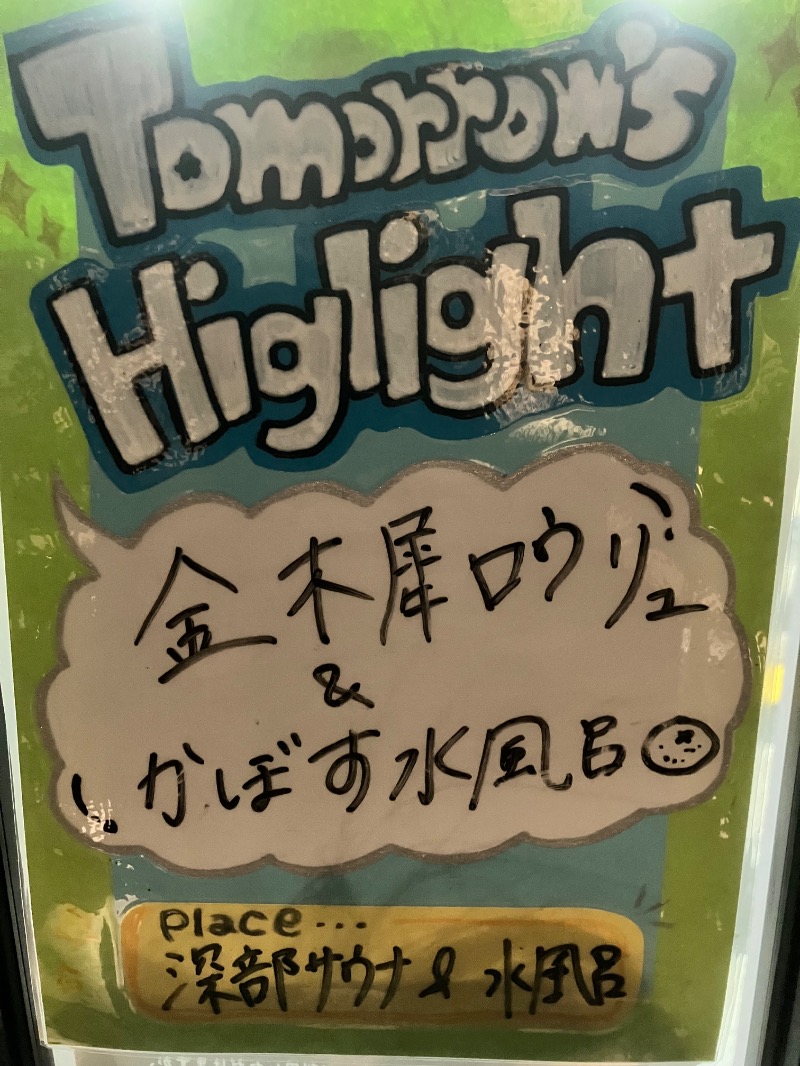 Tomorrow's
Higlight
金木犀ロウリュ
&
かぼす水風呂
place...
深部サウナ & 水風呂